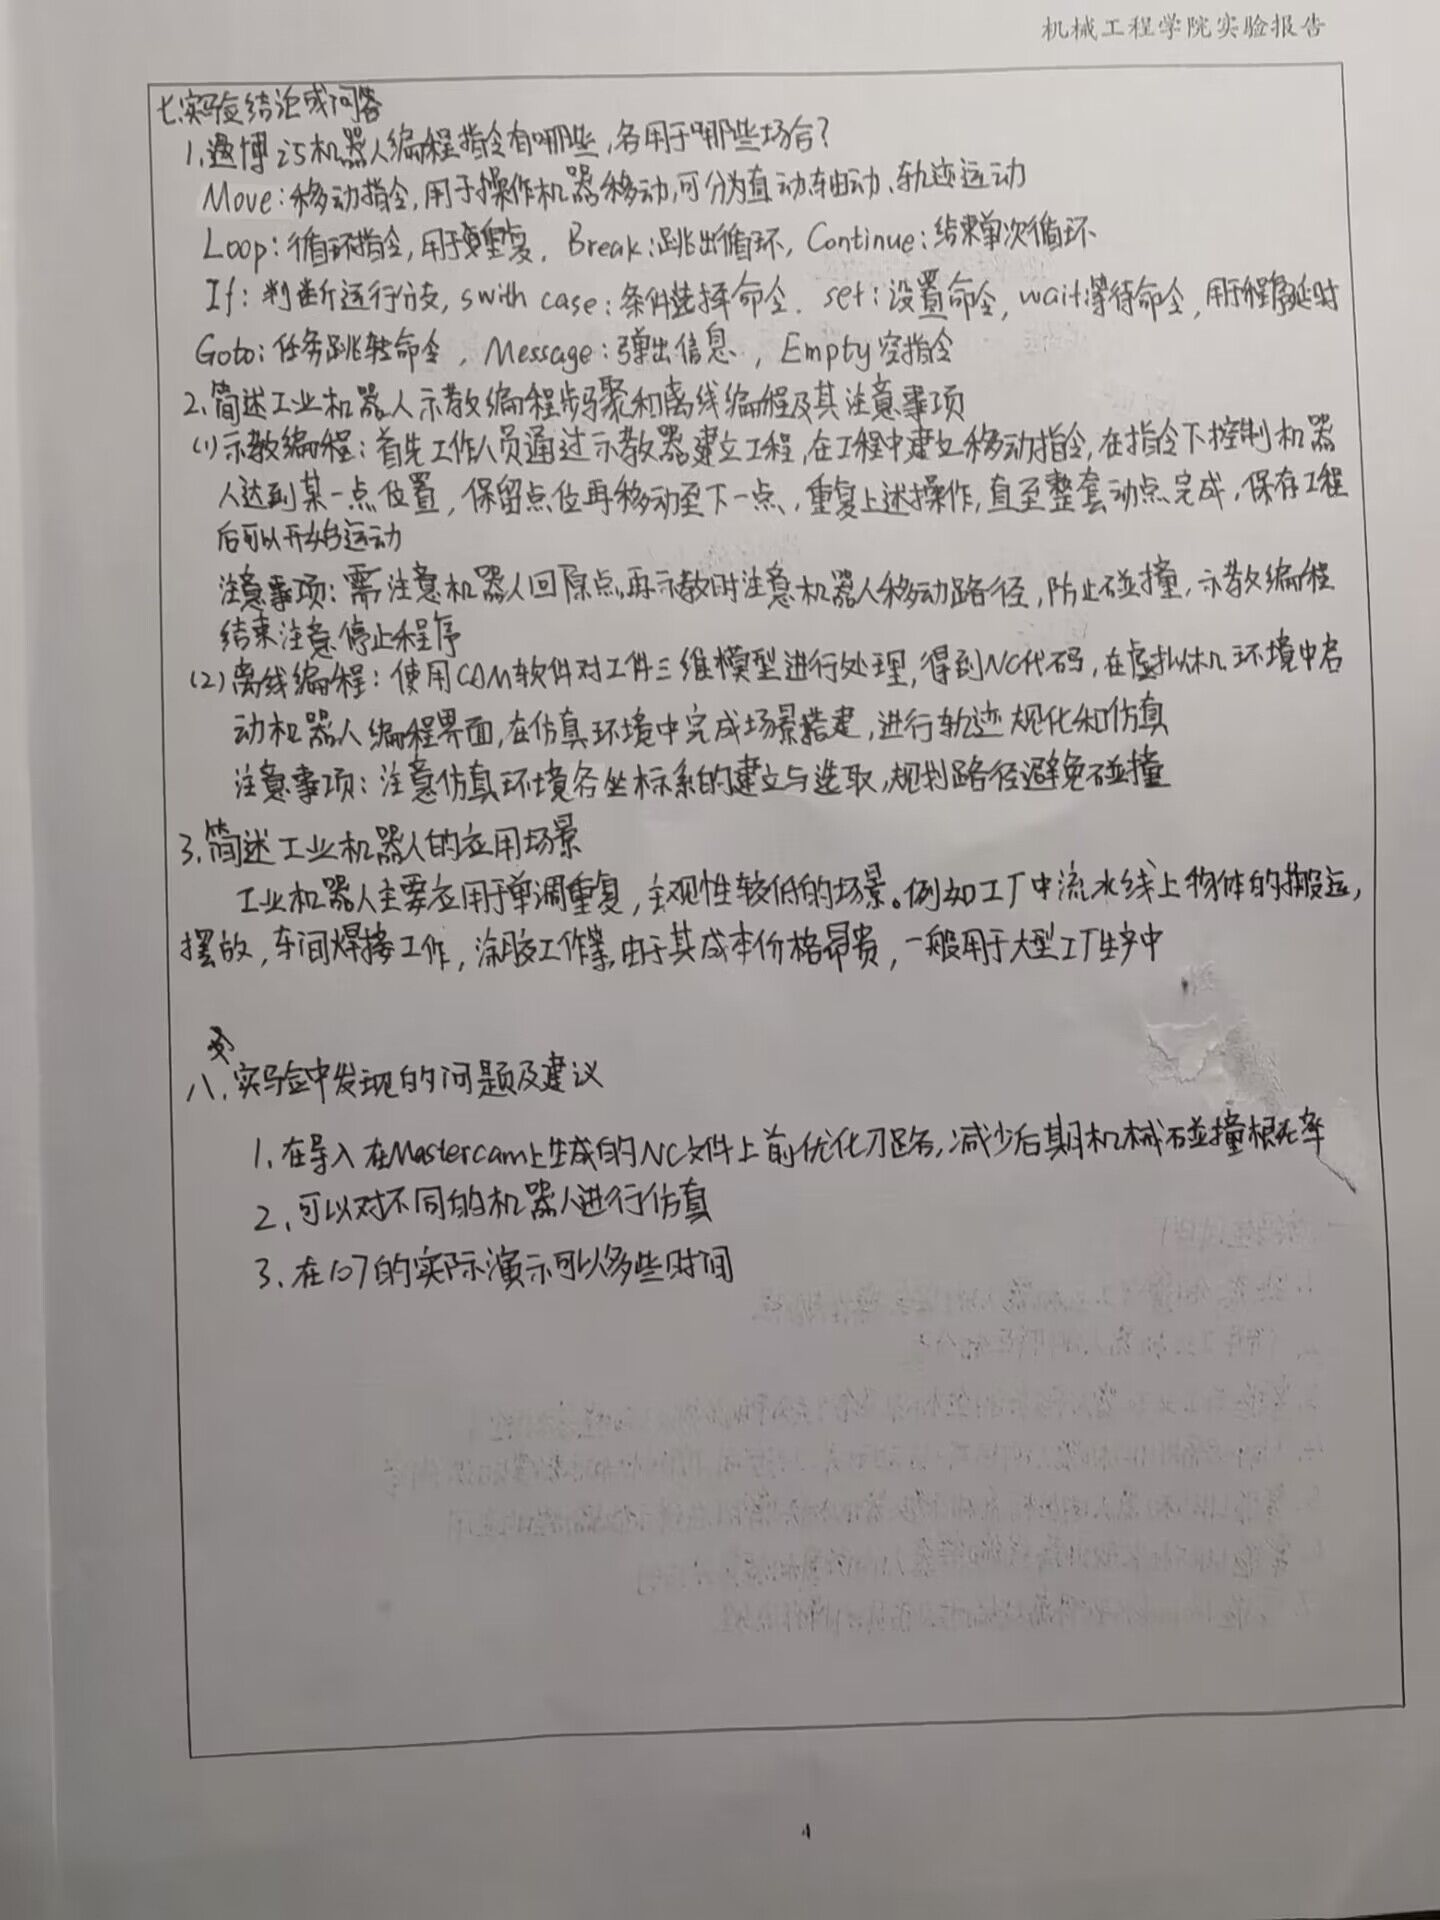 机械工程学院实验报告
七.实验结论或问答
1.遨博i5机器人编程指令有哪些,各用于哪些场合?
Move:移动指令,用于操作机器移动,可分为直动、轴动、轨迹运动
Loop:循环指令,用于重复, Break:跳出循环, Continue:结束单次循环
If:判断运行分支, swith case:条件选择命令. set:设置命令, wait:等待命令,用于程序延时
Goto:任务跳转命令, Message:弹出信息, Empty空指令
2.简述工业机器人示教编程步骤和离线编程及其注意事项
(1)示教编程:首先工作人员通过示教器建立工程,在工程中建立移动指令,在指令下控制机器
人达到某一点位置,保留点位再移动至下一点,重复上述操作,直至整套动点完成,保存工程
后可以开始运动
注意事项:需注意机器人回原点,再示教时注意机器人移动路径,防止碰撞,示教编程
结束注意停止程序
(2)离线编程:使用CAM软件对工件三维模型进行处理,得到NC代码,在虚拟机环境中启
动机器人编程界面,在仿真环境中完成场景搭建,进行轨迹规化和仿真
注意事项:注意仿真环境各坐标系的建立与选取,规划路径避免碰撞
3.简述工业机器人的应用场景
工业机器人主要应用于单调重复,主观性较低的场景。例如工厂中流水线上物体的搬运,
摆放,车间焊接工作,涂胶工作等,由于其成本价格昂贵,一般用于大型工厂生产中
八.实验中发现的问题及建议
1.在导入在Mastercam上生成的NC文件上前优化刀路,减少后期机械碰撞概率
2.可以对不同的机器人进行仿真
3.在107的实际演示可以多些时间